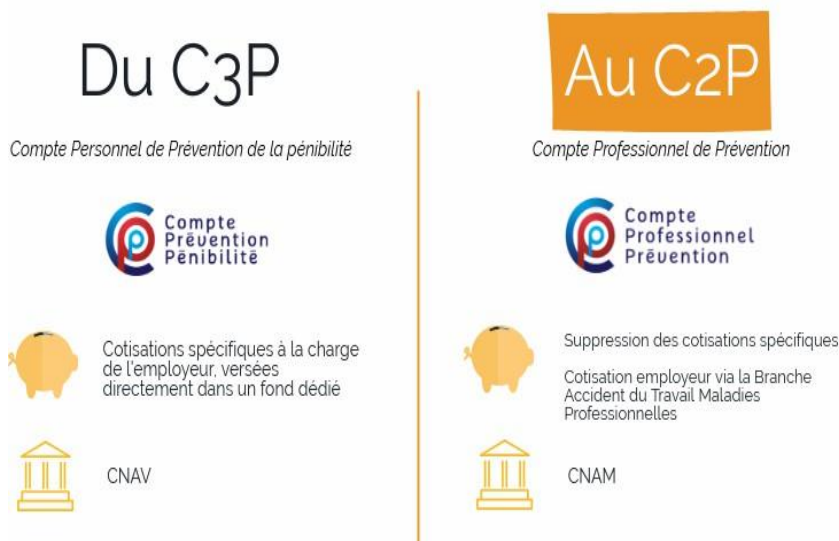 Du C3P
Compte Personnel de Prévention de la pénibilité
Compte
Prévention
Pénibilité
Cotisations spécifiques à la charge
de l'employeur, versées
directement dans un fond dédié
CNAV
Au C2P
Compte Professionnel de Prévention
Compte
Professionnel
Prévention
Suppression des cotisations spécifiques
Cotisation employeur via la Branche
Accident du Travail Maladies
Professionnelles
CNAM